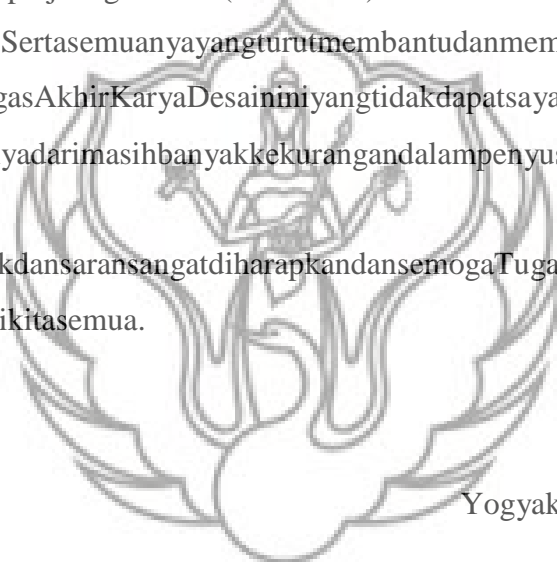 Sertasemuanyayangturutmembantudanmem
gasAkhirKaryaDesaininiyangtidakdapatsaya
yadarimasihbanyakkekurangandalampenyus
kdansaransangatdiharapkandansemogaTuga
ikitasemua.
Yogyak